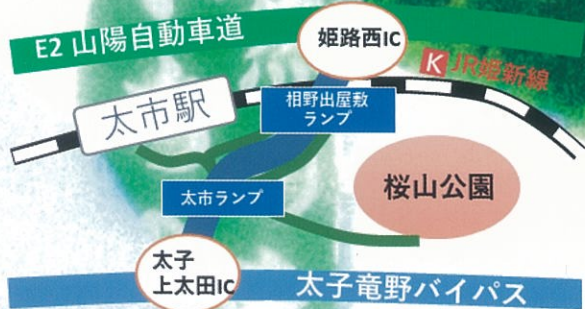 E2 山陽自動車道
姫路西IC
K JR姫新線
太市駅
相野出屋敷
ランプ
太市ランプ
桜山公園
太子
上太田IC
太子竜野バイパス